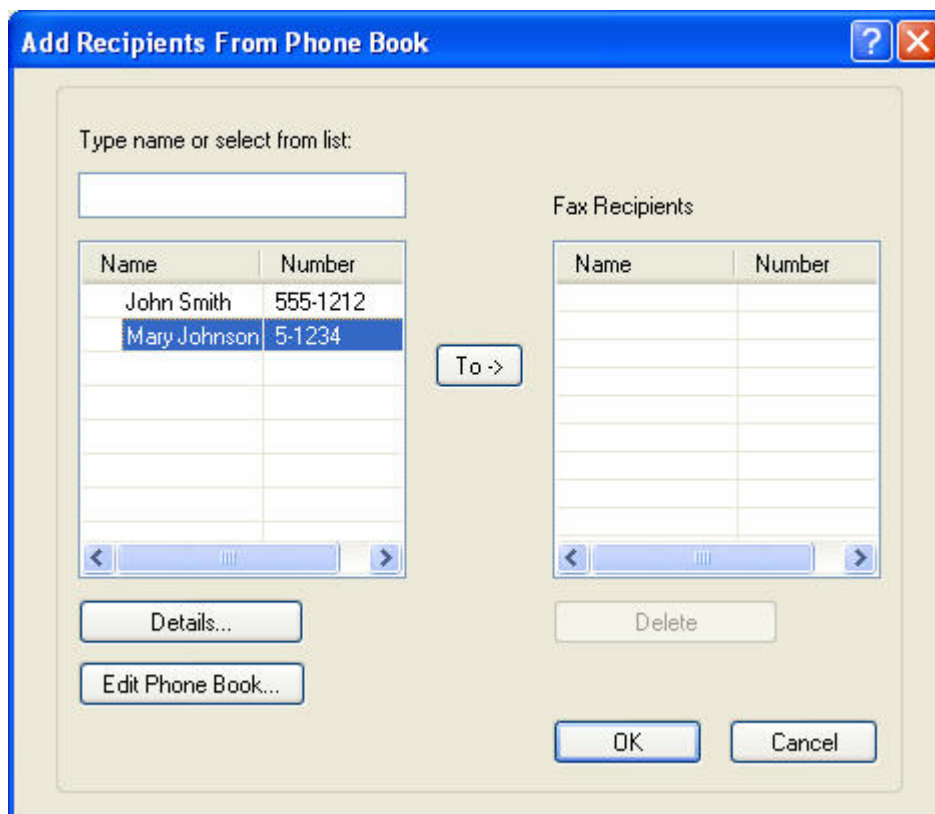 Add Recipients From Phone Book
?
Type name or select from list:
Fax Recipients
Name Number
John Smith 555-1212
Mary Johnson 5-1234
To ->
Name Number
Details...
Edit Phone Book...
Delete
OK Cancel